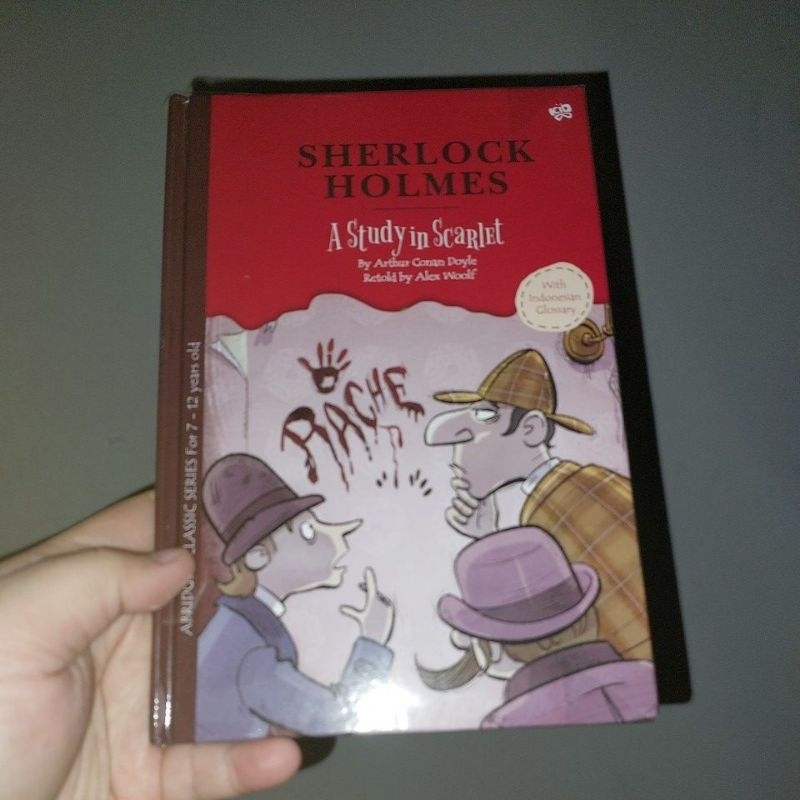 SHERLOCK
HOLMES
A Study in Scarlet
By Arthur Conan Doyle
Retold by Alex Woolf
With
Indonesian
Glossary
RACHE
CLASSIC SERIES For 7 - 12 years old